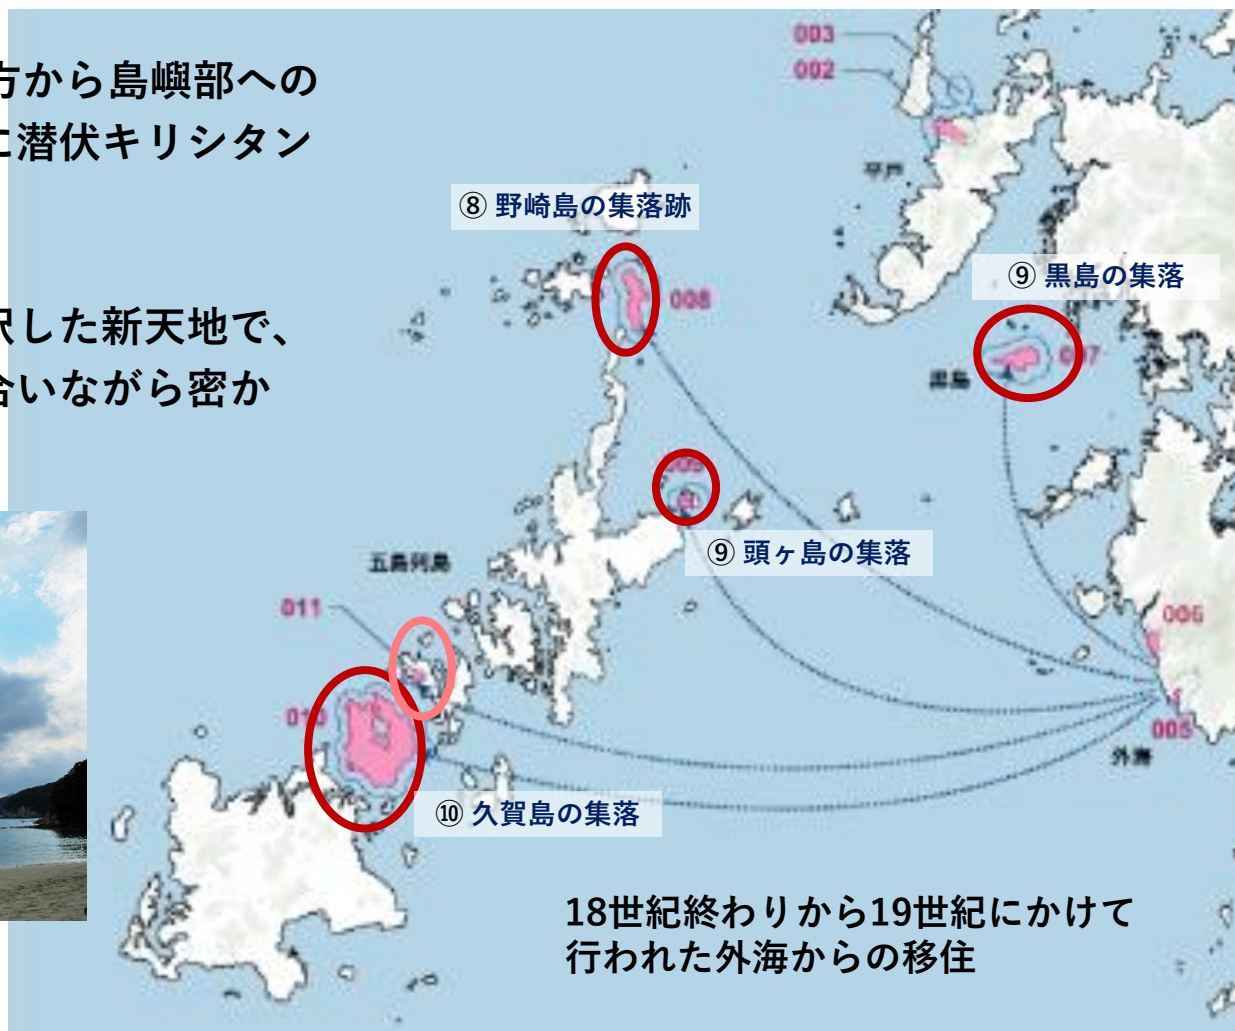 方から島嶼部への
に潜伏キリシタン
択した新天地で、
合いながら密か
003
002
平戸
⑧ 野崎島の集落跡
008
⑨ 黒島の集落
007
黒島
009
⑨ 頭ヶ島の集落
五島列島
011
006
010
005
外海
⑩ 久賀島の集落
18世紀終わりから19世紀にかけて
行われた外海からの移住